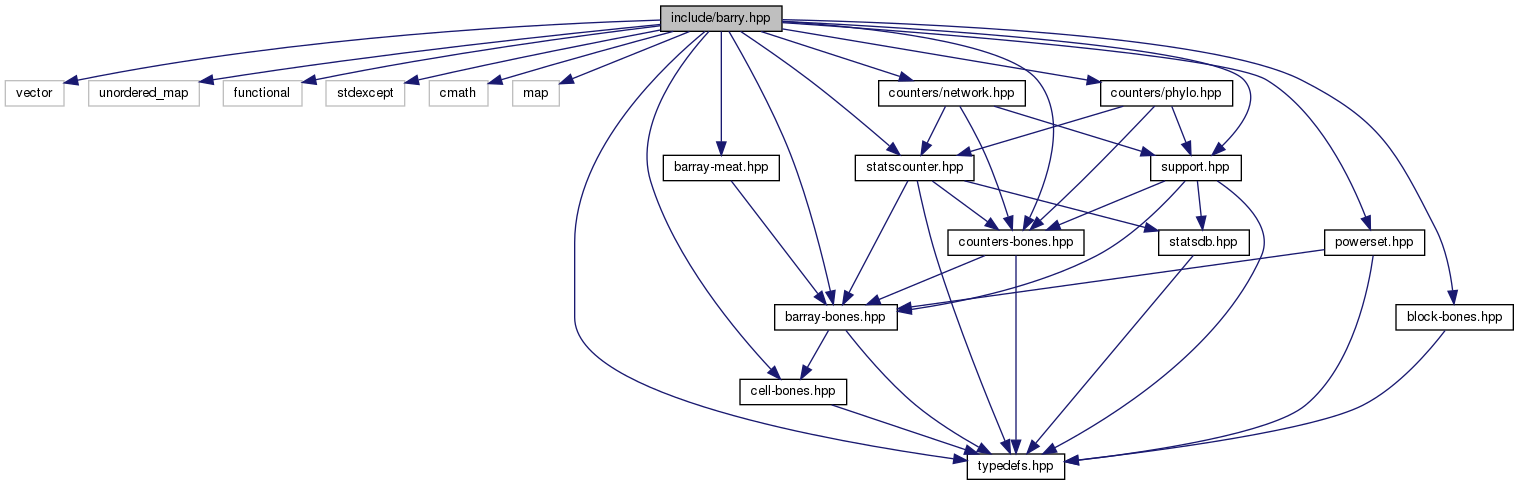 include/barry.hpp
vector
unordered_map
functional
stdexcept
cmath
map
counters/network.hpp
counters/phylo.hpp
barray-meat.hpp
statscounter.hpp
support.hpp
counters-bones.hpp
statsdb.hpp
powerset.hpp
barray-bones.hpp
block-bones.hpp
cell-bones.hpp
typedefs.hpp